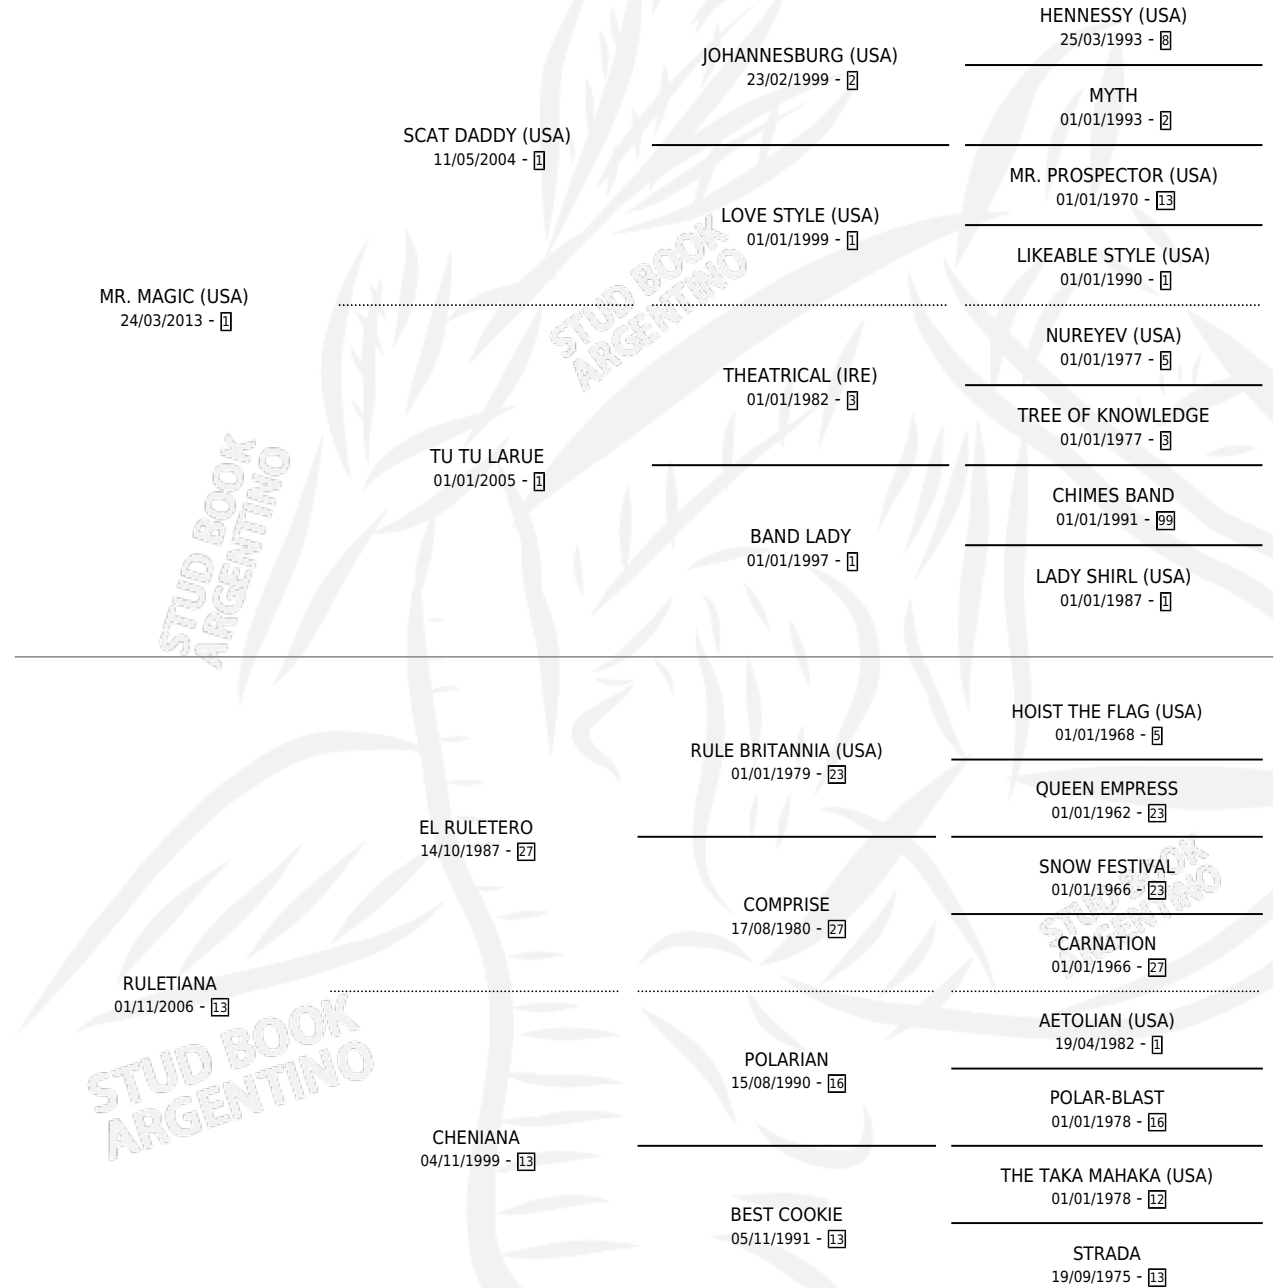 HENNESSY (USA)
25/03/1993 - 8
JOHANNESBURG (USA)
23/02/1999 - 2
MYTH
01/01/1993 - 2
SCAT DADDY (USA)
11/05/2004 - 1
MR. PROSPECTOR (USA)
01/01/1970 - 13
LOVE STYLE (USA)
01/01/1999 - 1
LIKEABLE STYLE (USA)
01/01/1990 - 1
MR. MAGIC (USA)
24/03/2013 - 1
NUREYEV (USA)
01/01/1977 - 5
THEATRICAL (IRE)
01/01/1982 - 3
TREE OF KNOWLEDGE
01/01/1977 - 3
TU TU LARUE
01/01/2005 - 1
CHIMES BAND
01/01/1991 - 99
BAND LADY
01/01/1997 - 1
LADY SHIRL (USA)
01/01/1987 - 1
STUD BOOK
ARGENTINO
STUD BOOK
ARGENTINO
HOIST THE FLAG (USA)
01/01/1968 - 5
RULE BRITANNIA (USA)
01/01/1979 - 23
QUEEN EMPRESS
01/01/1962 - 23
EL RULETERO
14/10/1987 - 27
SNOW FESTIVAL
01/01/1966 - 23
COMPRISE
17/08/1980 - 27
CARNATION
01/01/1966 - 27
STUD BOOK
ARGENTINO
RULETIANA
01/11/2006 - 13
AETOLIAN (USA)
19/04/1982 - 1
POLARIAN
15/08/1990 - 16
POLAR-BLAST
01/01/1978 - 16
STUD BOOK
ARGENTINO
CHENIANA
04/11/1999 - 13
THE TAKA MAHAKA (USA)
01/01/1978 - 12
BEST COOKIE
05/11/1991 - 13
STRADA
19/09/1975 - 13